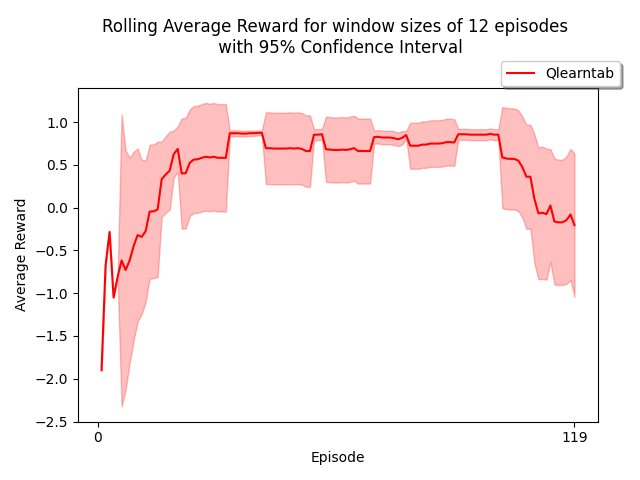 Rolling Average Reward for window sizes of 12 episodes
with 95% Confidence Interval
Qlearntab
1.0
0.5
0.0
−0.5
−1.0
−1.5
−2.0
−2.5
Average Reward
0
119
Episode